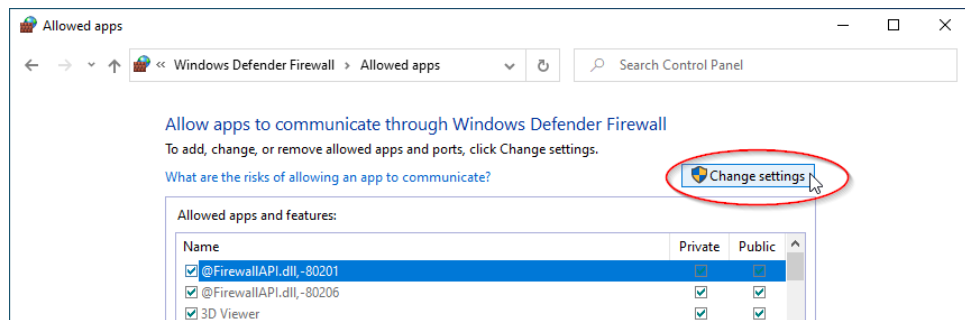 Allowed apps
« Windows Defender Firewall › Allowed apps
Search Control Panel
Allow apps to communicate through Windows Defender Firewall
To add, change, or remove allowed apps and ports, click Change settings.
What are the risks of allowing an app to communicate?
Change settings
Allowed apps and features:
Name Private Public
@FirewallAPI.dll,-80201
@FirewallAPI.dll,-80206
3D Viewer